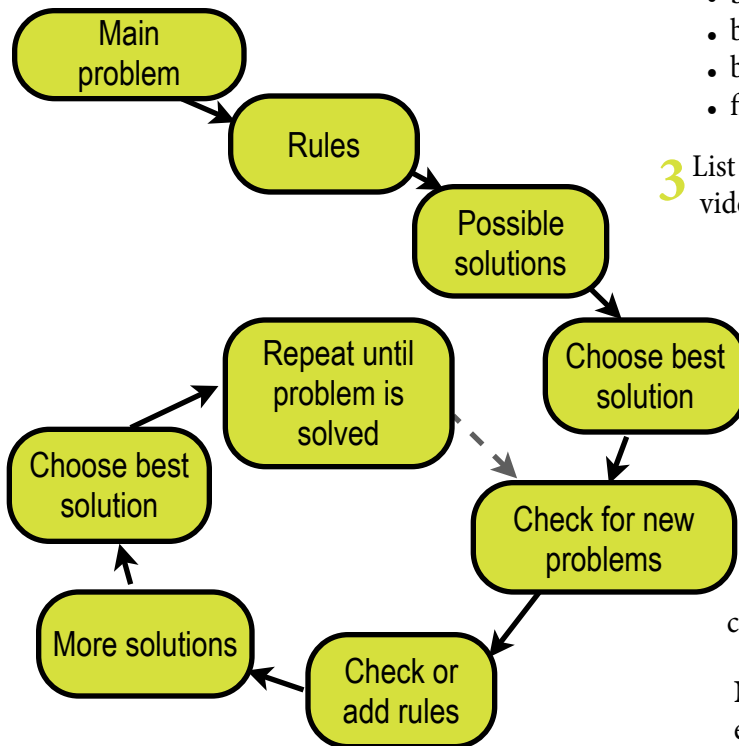 Main
problem
Rules
Possible
solutions
Choose best
solution
Check for new
problems
Check or
add rules
More solutions
Choose best
solution
Repeat until
problem is
solved
3 List